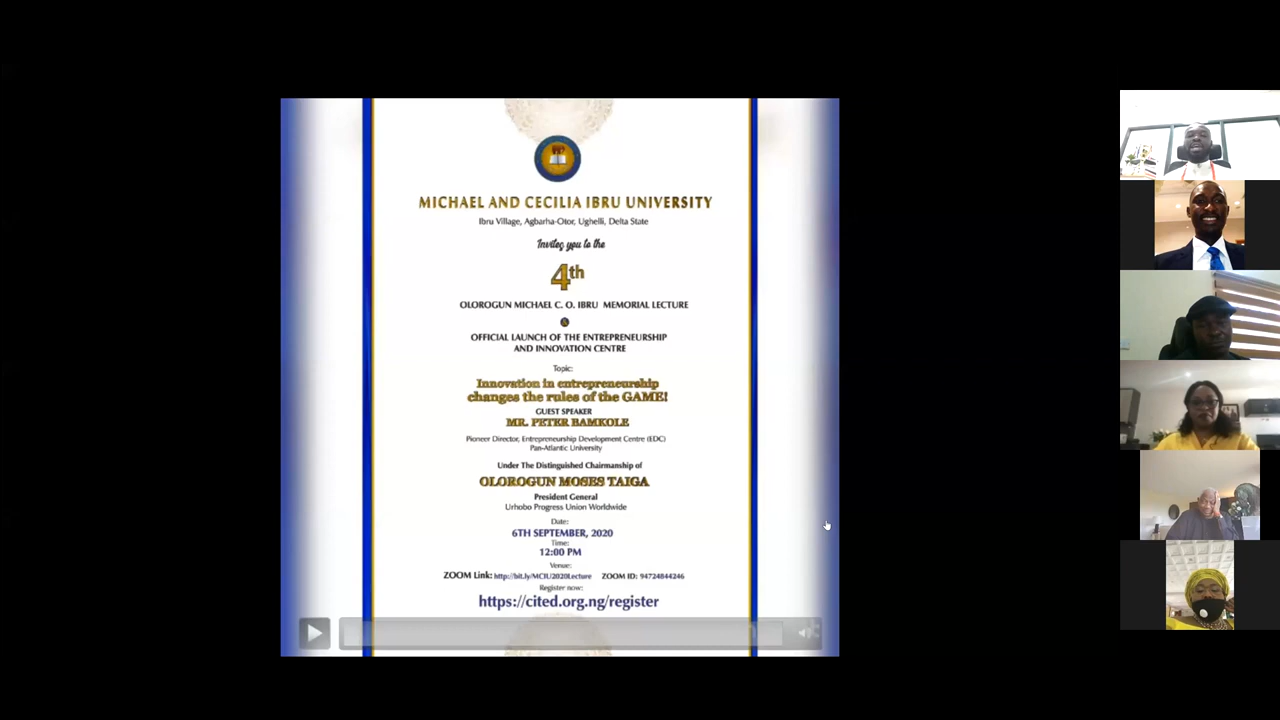 MICHAEL AND CECILIA IBRU UNIVERSITY
Ibru Village, Agbarha-Otor, Ughelli, Delta State
Invites you to the
4th
OLOROGUN MICHAEL C. O. IBRU MEMORIAL LECTURE
&
OFFICIAL LAUNCH OF THE ENTREPRENEURSHIP
AND INNOVATION CENTRE
Topic:
Innovation in entrepreneurship
changes the rules of the GAME!
GUEST SPEAKER
MR. PETER BAMKOLE
Pioneer Director, Entrepreneurship Development Centre (EDC)
Pan-Atlantic University
Under The Distinguished Chairmanship of
OLOROGUN MOSES TAIGA
President General
Urhobo Progress Union Worldwide
Date:
6TH SEPTEMBER, 2020
Time:
12:00 PM
Venue:
ZOOM Link: http://bit.ly/MCIU2020Lecture ZOOM ID: 94724844246
Register now:
https://cited.org.ng/register